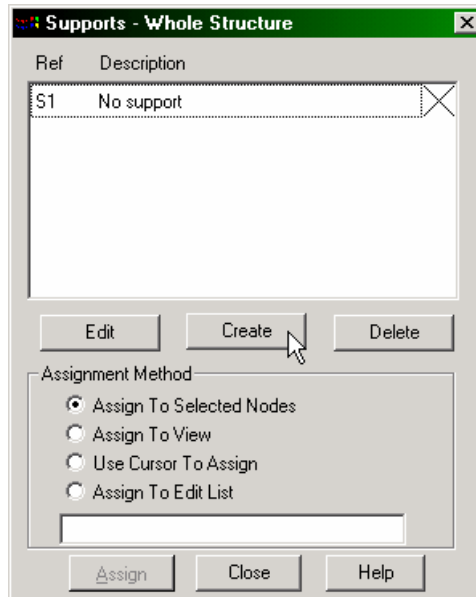 Supports - Whole Structure
Ref Description
S1 No support
Edit Create Delete
Assignment Method
Assign To Selected Nodes
Assign To View
Use Cursor To Assign
Assign To Edit List
Assign Close Help